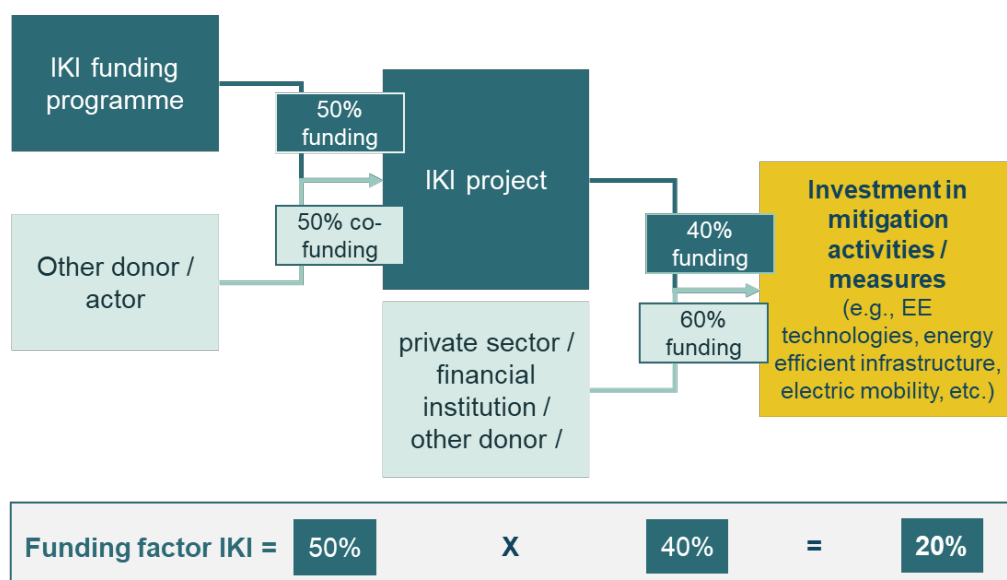 IKI funding
programme
50%
funding
IKI project
Other donor /
actor
50% co-
funding
40%
funding
60%
funding
Investment in
mitigation
activities /
measures
(e.g., EE
technologies, energy
efficient infrastructure,
electric mobility, etc.)
private sector /
financial
institution /
other donor /
Funding factor IKI = 50% X 40% = 20%